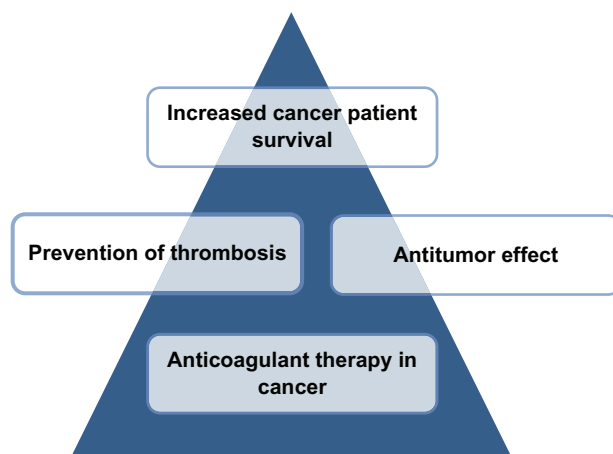 Increased cancer patient
survival
Prevention of thrombosis
Antitumor effect
Anticoagulant therapy in
cancer